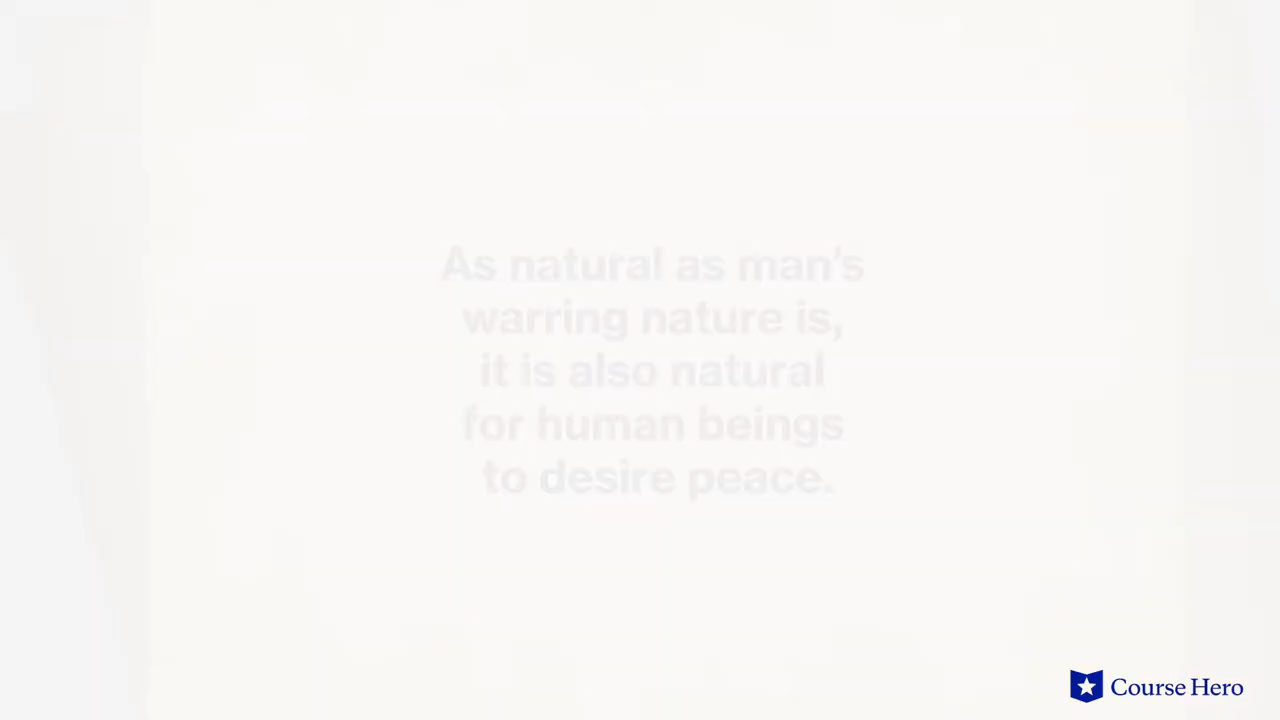 As natural as man's
warring nature is,
it is also natural
for human beings
to desire peace.
Course Hero